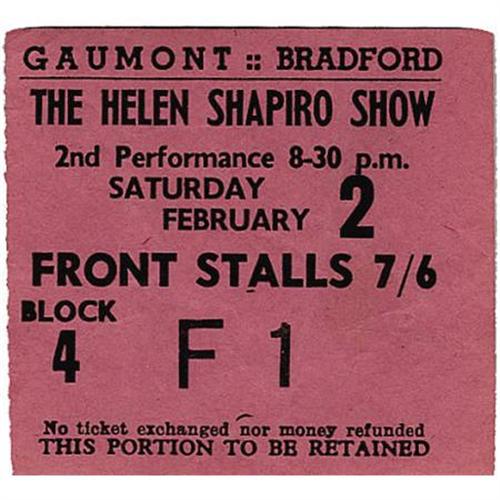 GAUMONT :: BRADFORD
THE HELEN SHAPIRO SHOW
2nd Performance 8-30 p.m.
SATURDAY
FEBRUARY 2
FRONT STALLS 7/6
BLOCK
4 F 1
No ticket exchanged nor money refunded
THIS PORTION TO BE RETAINED